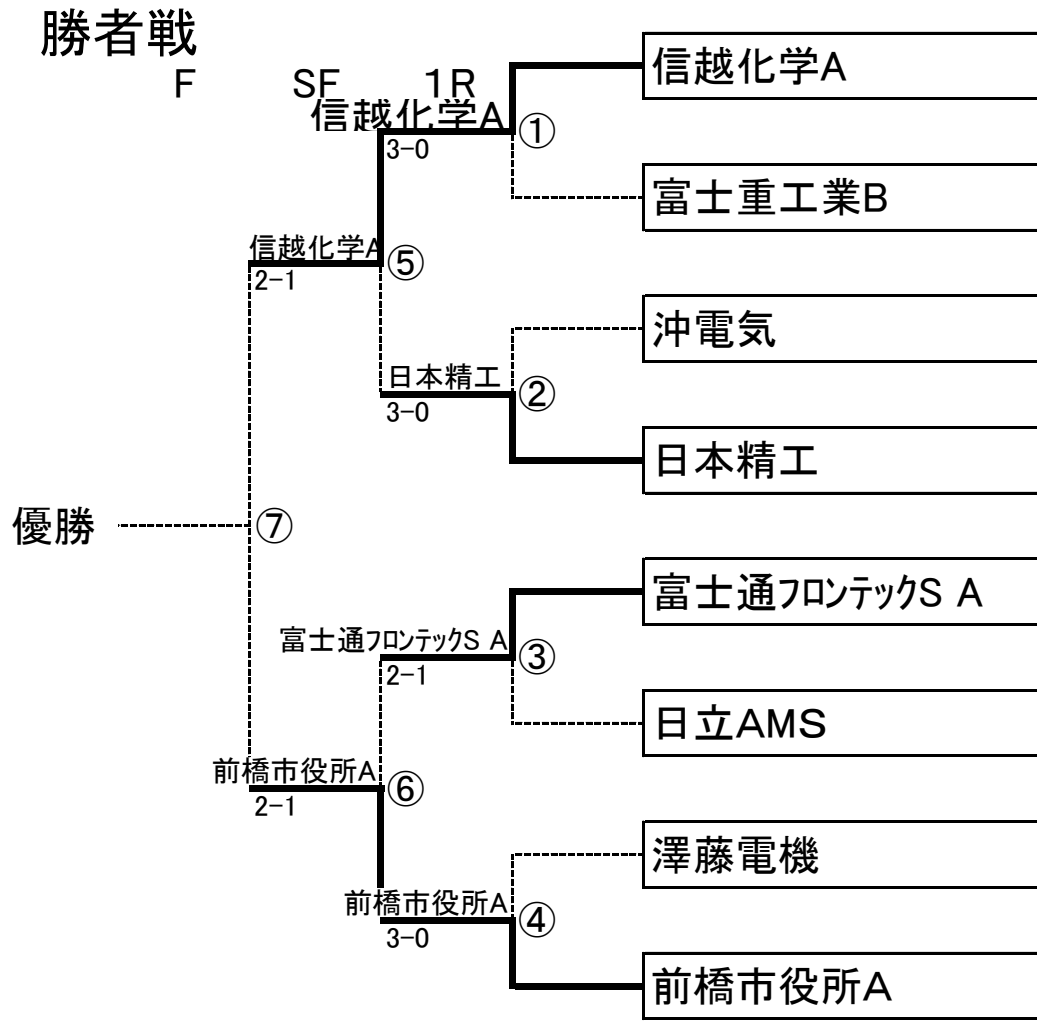 勝者戦
F SF 1R
信越化学A
信越化学A
①
3-0
富士重工業B
信越化学A
⑤
2-1
沖電気
日本精工
②
3-0
日本精工
優勝
⑦
富士通フロンテックS A
富士通フロンテックS A
③
2-1
日立AMS
前橋市役所A
⑥
2-1
澤藤電機
前橋市役所A
④
3-0
前橋市役所A